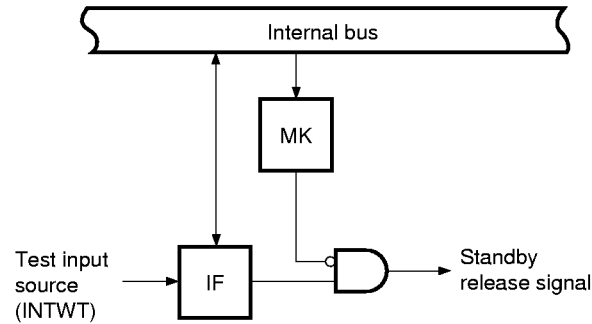 Internal bus
MK
Test input
source
(INTWT)
IF
Standby
release signal